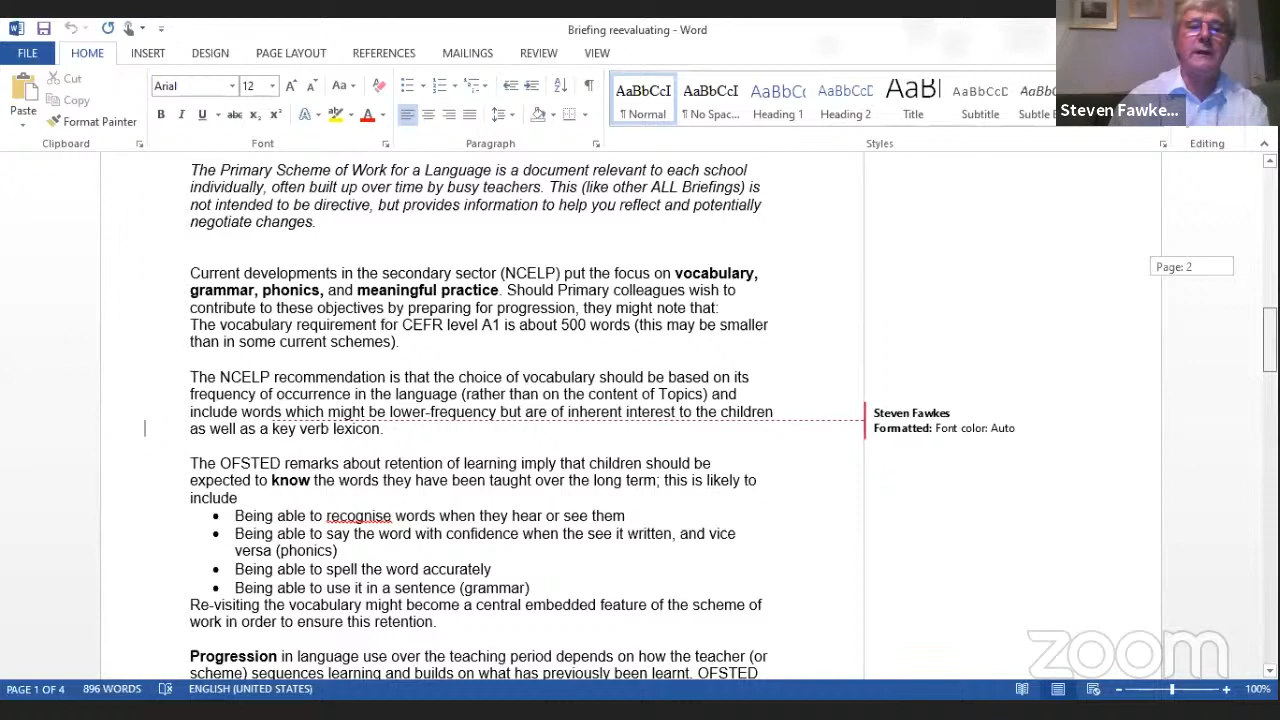 Briefing reevaluating - Word
FILE HOME INSERT DESIGN PAGE LAYOUT REFERENCES MAILINGS REVIEW VIEW
Steven Fawke...
Paste
Cut
Copy
Format Painter
Arial 12
AaBbCcI AaBbCcI AaBbCc AaBbCcD AaBl AaBbCcD AaBbC
¶ Normal ¶ No Spac... Heading 1 Heading 2 Title Subtitle Subtle
Clipboard Font Paragraph Styles Editing
The Primary Scheme of Work for a Language is a document relevant to each school
individually, often built up over time by busy teachers. This (like other ALL Briefings) is
not intended to be directive, but provides information to help you reflect and potentially
negotiate changes.
Current developments in the secondary sector (NCELP) put the focus on vocabulary,
grammar, phonics, and meaningful practice. Should Primary colleagues wish to
contribute to these objectives by preparing for progression, they might note that:
The vocabulary requirement for CEFR level A1 is about 500 words (this may be smaller
than in some current schemes).
Page: 2
The NCELP recommendation is that the choice of vocabulary should be based on its
frequency of occurrence in the language (rather than on the content of Topics) and
include words which might be lower-frequency but are of inherent interest to the children
as well as a key verb lexicon.
Steven Fawkes
Formatted: Font color: Auto
The OFSTED remarks about retention of learning imply that children should be
expected to know the words they have been taught over the long term; this is likely to
include
• Being able to recognise words when they hear or see them
• Being able to say the word with confidence when the see it written, and vice
versa (phonics)
• Being able to spell the word accurately
• Being able to use it in a sentence (grammar)
Re-visiting the vocabulary might become a central embedded feature of the scheme of
work in order to ensure this retention.
Progression in language use over the teaching period depends on how the teacher (or
scheme) sequences learning and builds on what has previously been learnt. OFSTED
zoom
PAGE 1 OF 4 896 WORDS ENGLISH (UNITED STATES) 100%